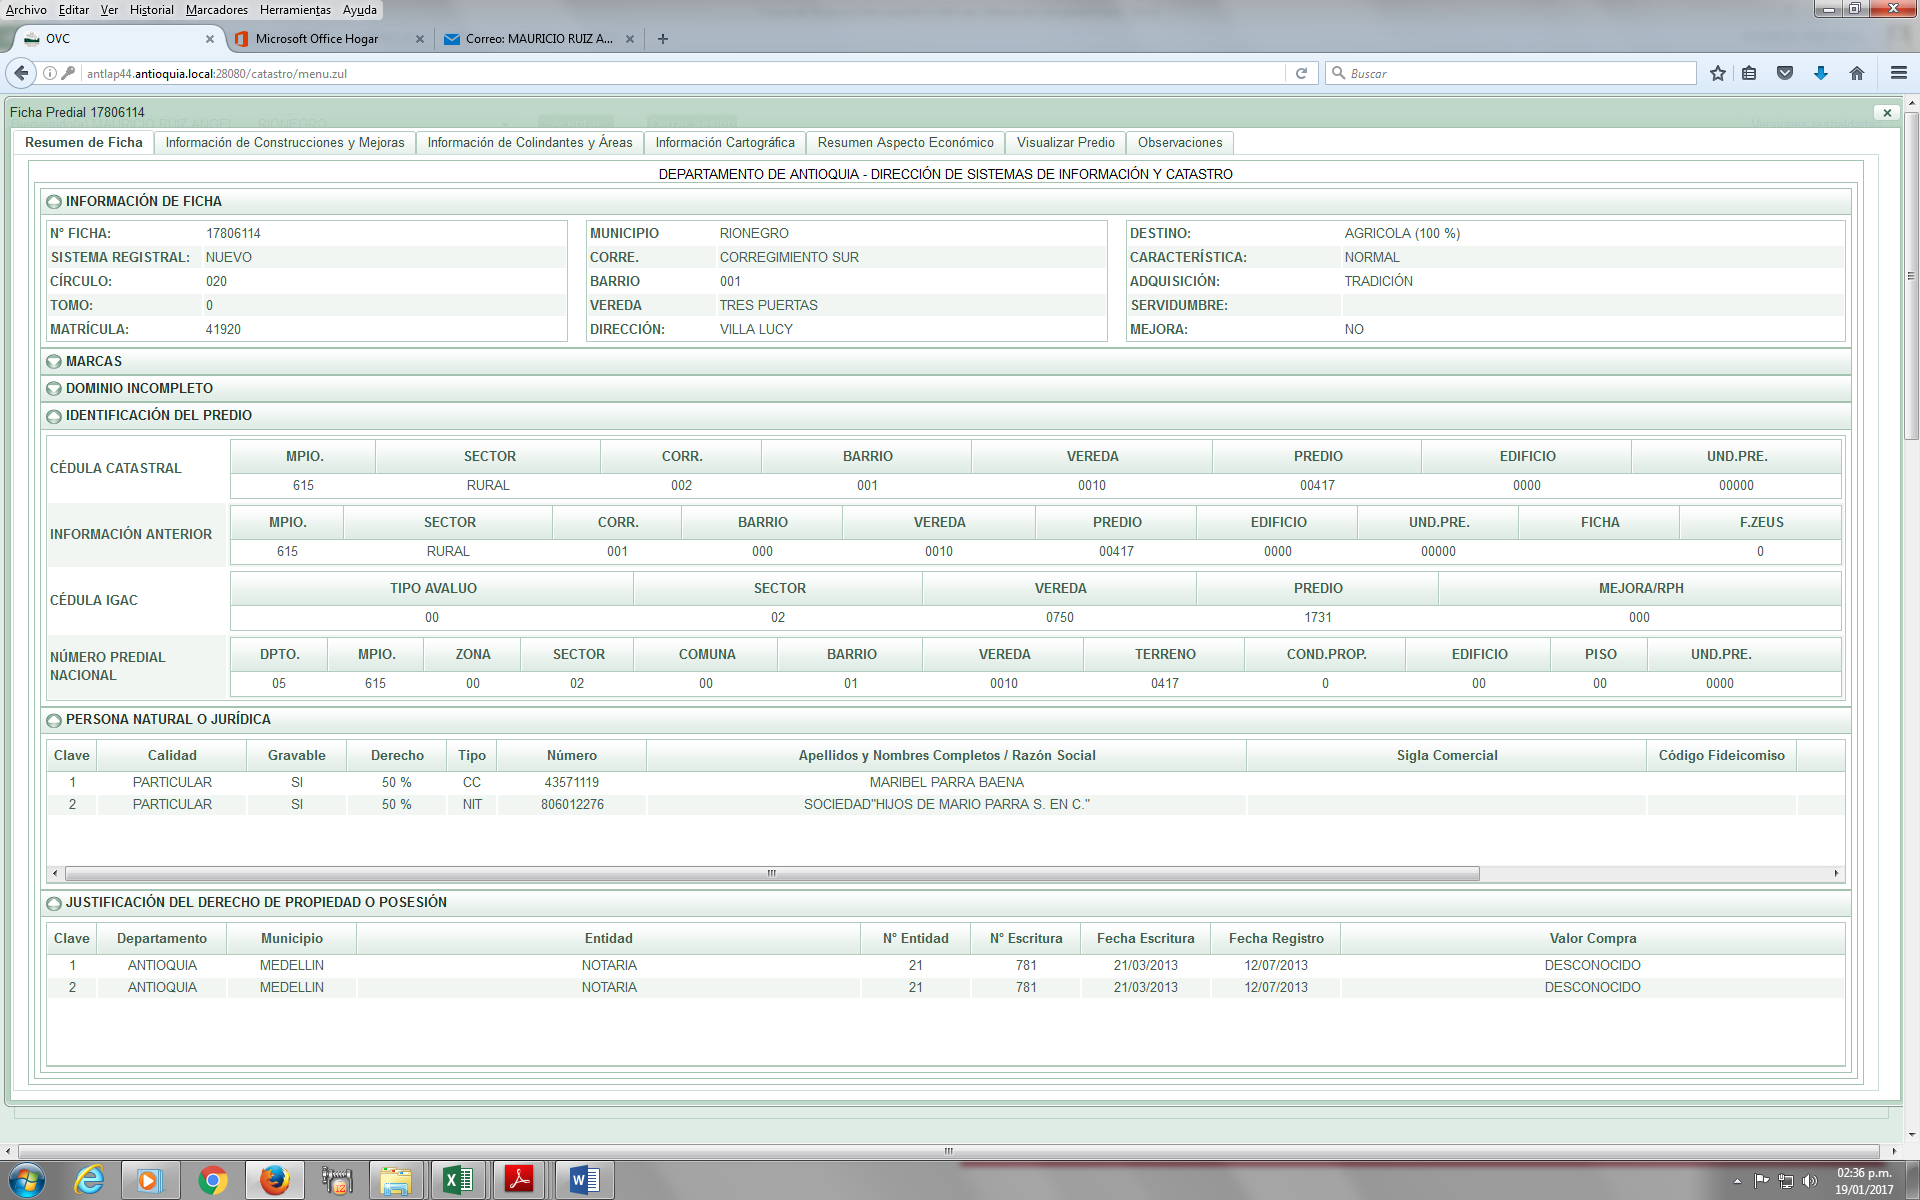 Archivo Editar Ver Historial Marcadores Herramientas Ayuda
OVC
Microsoft Office Hogar
Correo: MAURICIO RUIZ A...
antlap44.antioquia.local:28080/catastro/menu.zul
Buscar
Ficha Predial 17806114
Resumen de Ficha Información de Construcciones y Mejoras Información de Colindantes y Áreas Información Cartográfica Resumen Aspecto Económico Visualizar Predio Observaciones
DEPARTAMENTO DE ANTIOQUIA - DIRECCIÓN DE SISTEMAS DE INFORMACIÓN Y CATASTRO
INFORMACIÓN DE FICHA
N° FICHA: 17806114 MUNICIPIO RIONEGRO DESTINO: AGRICOLA (100 %)
SISTEMA REGISTRAL: NUEVO CORRE. CORREGIMIENTO SUR CARACTERÍSTICA: NORMAL
CÍRCULO: 020 BARRIO 001 ADQUISICIÓN: TRADICIÓN
TOMO: 0 VEREDA TRES PUERTAS SERVIDUMBRE:
MATRÍCULA: 41920 DIRECCIÓN: VILLA LUCY MEJORA: NO
MARCAS
DOMINIO INCOMPLETO
IDENTIFICACIÓN DEL PREDIO
CÉDULA CATASTRAL
MPIO. SECTOR CORR. BARRIO VEREDA PREDIO EDIFICIO UND.PRE.
615 RURAL 002 001 0010 00417 0000 00000
INFORMACIÓN ANTERIOR
MPIO. SECTOR CORR. BARRIO VEREDA PREDIO EDIFICIO UND.PRE. FICHA F.ZEUS
615 RURAL 001 000 0010 00417 0000 00000 0
CÉDULA IGAC
TIPO AVALUO SECTOR VEREDA PREDIO MEJORA/RPH
00 02 0750 1731 000
NÚMERO PREDIAL NACIONAL
DPTO. MPIO. ZONA SECTOR COMUNA BARRIO VEREDA TERRENO COND.PROP. EDIFICIO PISO UND.PRE.
05 615 00 02 00 01 0010 0417 0 00 00 0000
PERSONA NATURAL O JURÍDICA
Clave Calidad Gravable Derecho Tipo Número Apellidos y Nombres Completos / Razón Social Sigla Comercial Código Fideicomiso
1 PARTICULAR SI 50 % CC 43571119 MARIBEL PARRA BAENA
2 PARTICULAR SI 50 % NIT 806012276 SOCIEDAD"HIJOS DE MARIO PARRA S. EN C."
JUSTIFICACIÓN DEL DERECHO DE PROPIEDAD O POSESIÓN
Clave Departamento Municipio Entidad N° Entidad N° Escritura Fecha Escritura Fecha Registro Valor Compra
1 ANTIOQUIA MEDELLIN NOTARIA 21 781 21/03/2013 12/07/2013 DESCONOCIDO
2 ANTIOQUIA MEDELLIN NOTARIA 21 781 21/03/2013 12/07/2013 DESCONOCIDO
02:36 p.m.
19/01/2017